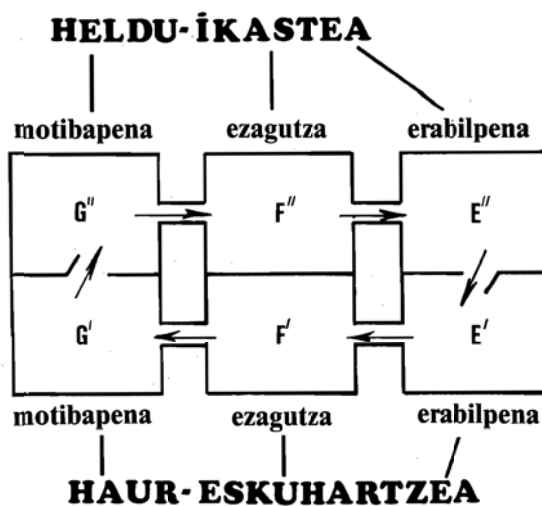 HELDU-İKASTEA
motibapena ezagutza erabilpena
G" F" E"
G' F' E'
motibapena ezagutza erabilpena
HAUR-ESKUHARTZEA